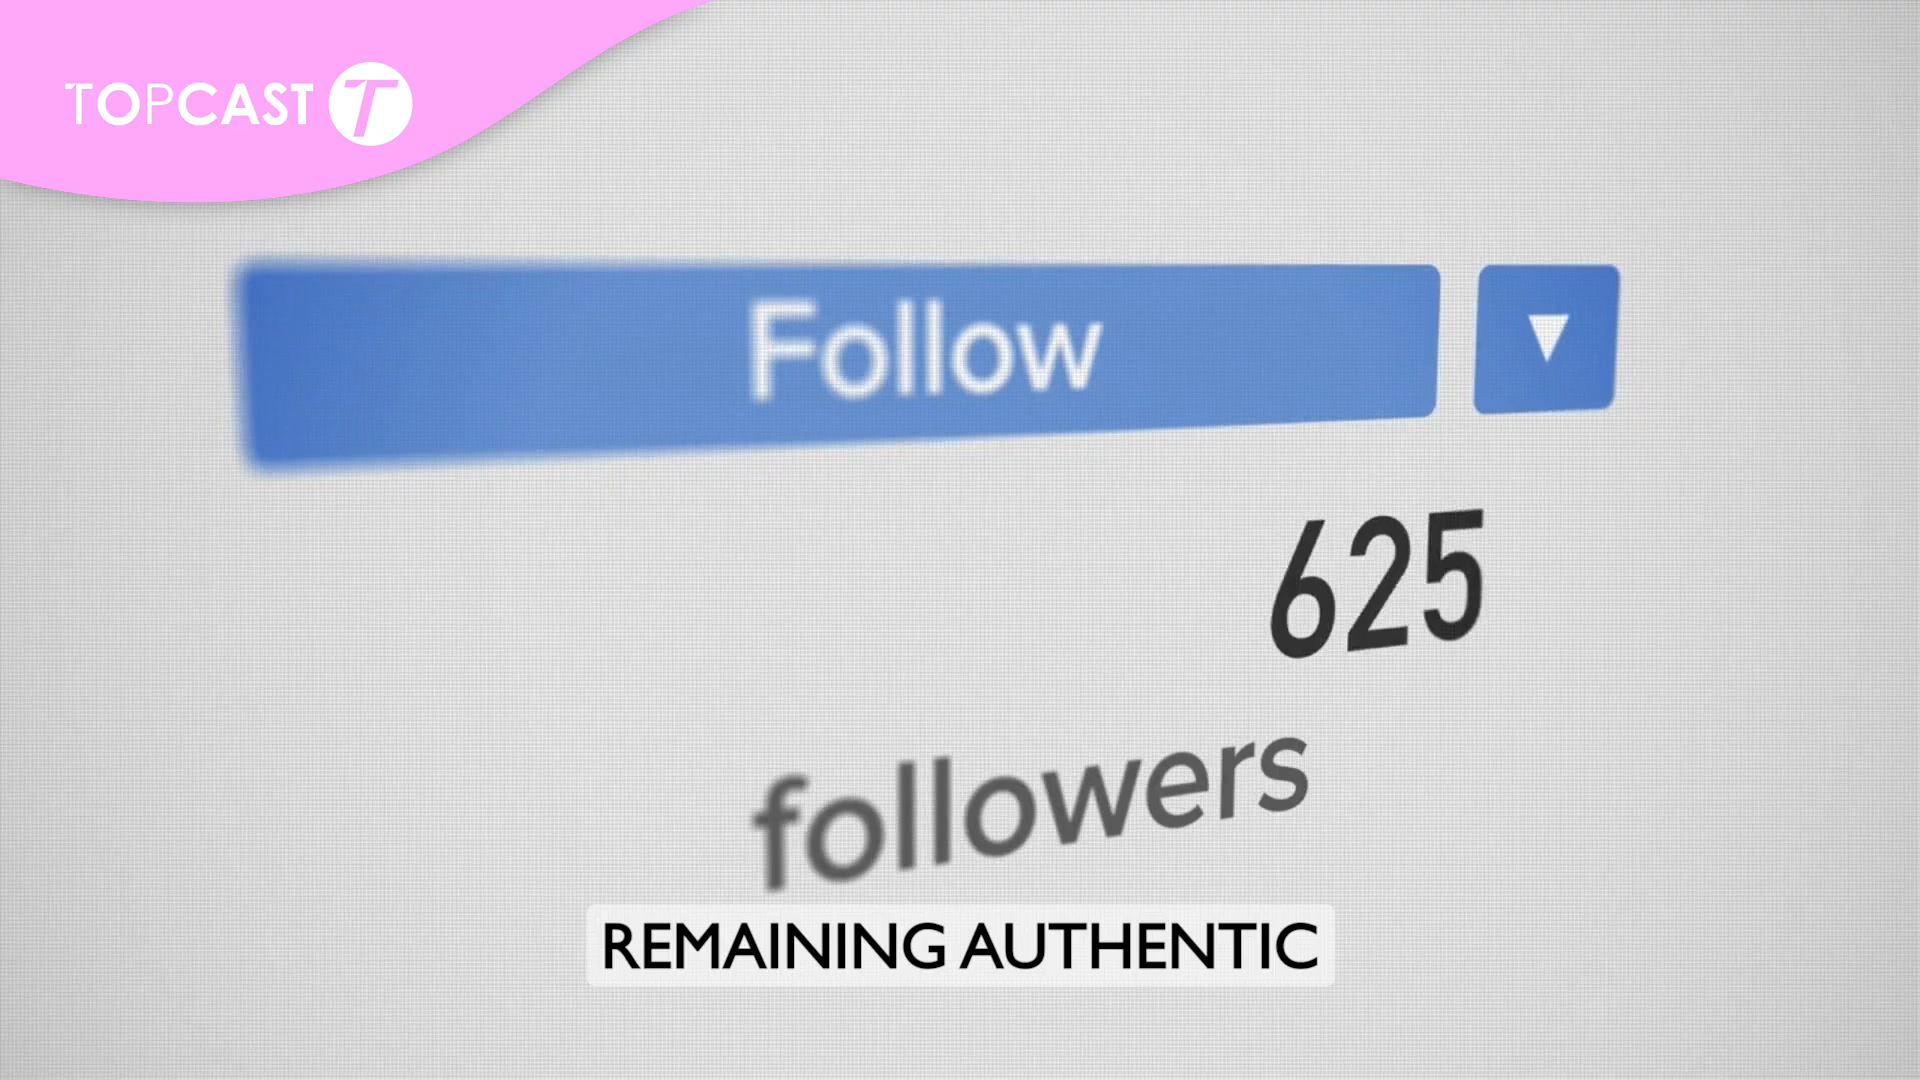 TOPCAST T
Follow
625
followers
REMAINING AUTHENTIC